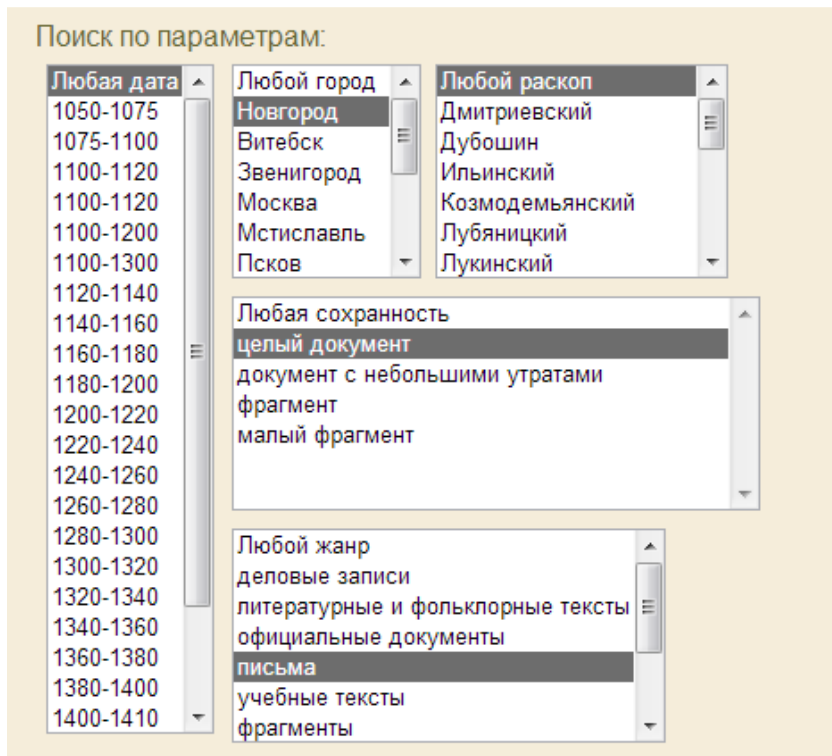 Поиск по параметрам:
Любая дата
1050-1075
1075-1100
1100-1120
1100-1120
1100-1200
1100-1300
1120-1140
1140-1160
1160-1180
1180-1200
1200-1220
1220-1240
1240-1260
1260-1280
1280-1300
1300-1320
1320-1340
1340-1360
1360-1380
1380-1400
1400-1410
Любой город
Новгород
Витебск
Звенигород
Москва
Мстиславль
Псков
Любой раскоп
Дмитриевский
Дубошин
Ильинский
Козмодемьянский
Лубяницкий
Лукинский
Любая сохранность
целый документ
документ с небольшими утратами
фрагмент
малый фрагмент
Любой жанр
деловые записи
литературные и фольклорные тексты
официальные документы
письма
учебные тексты
фрагменты